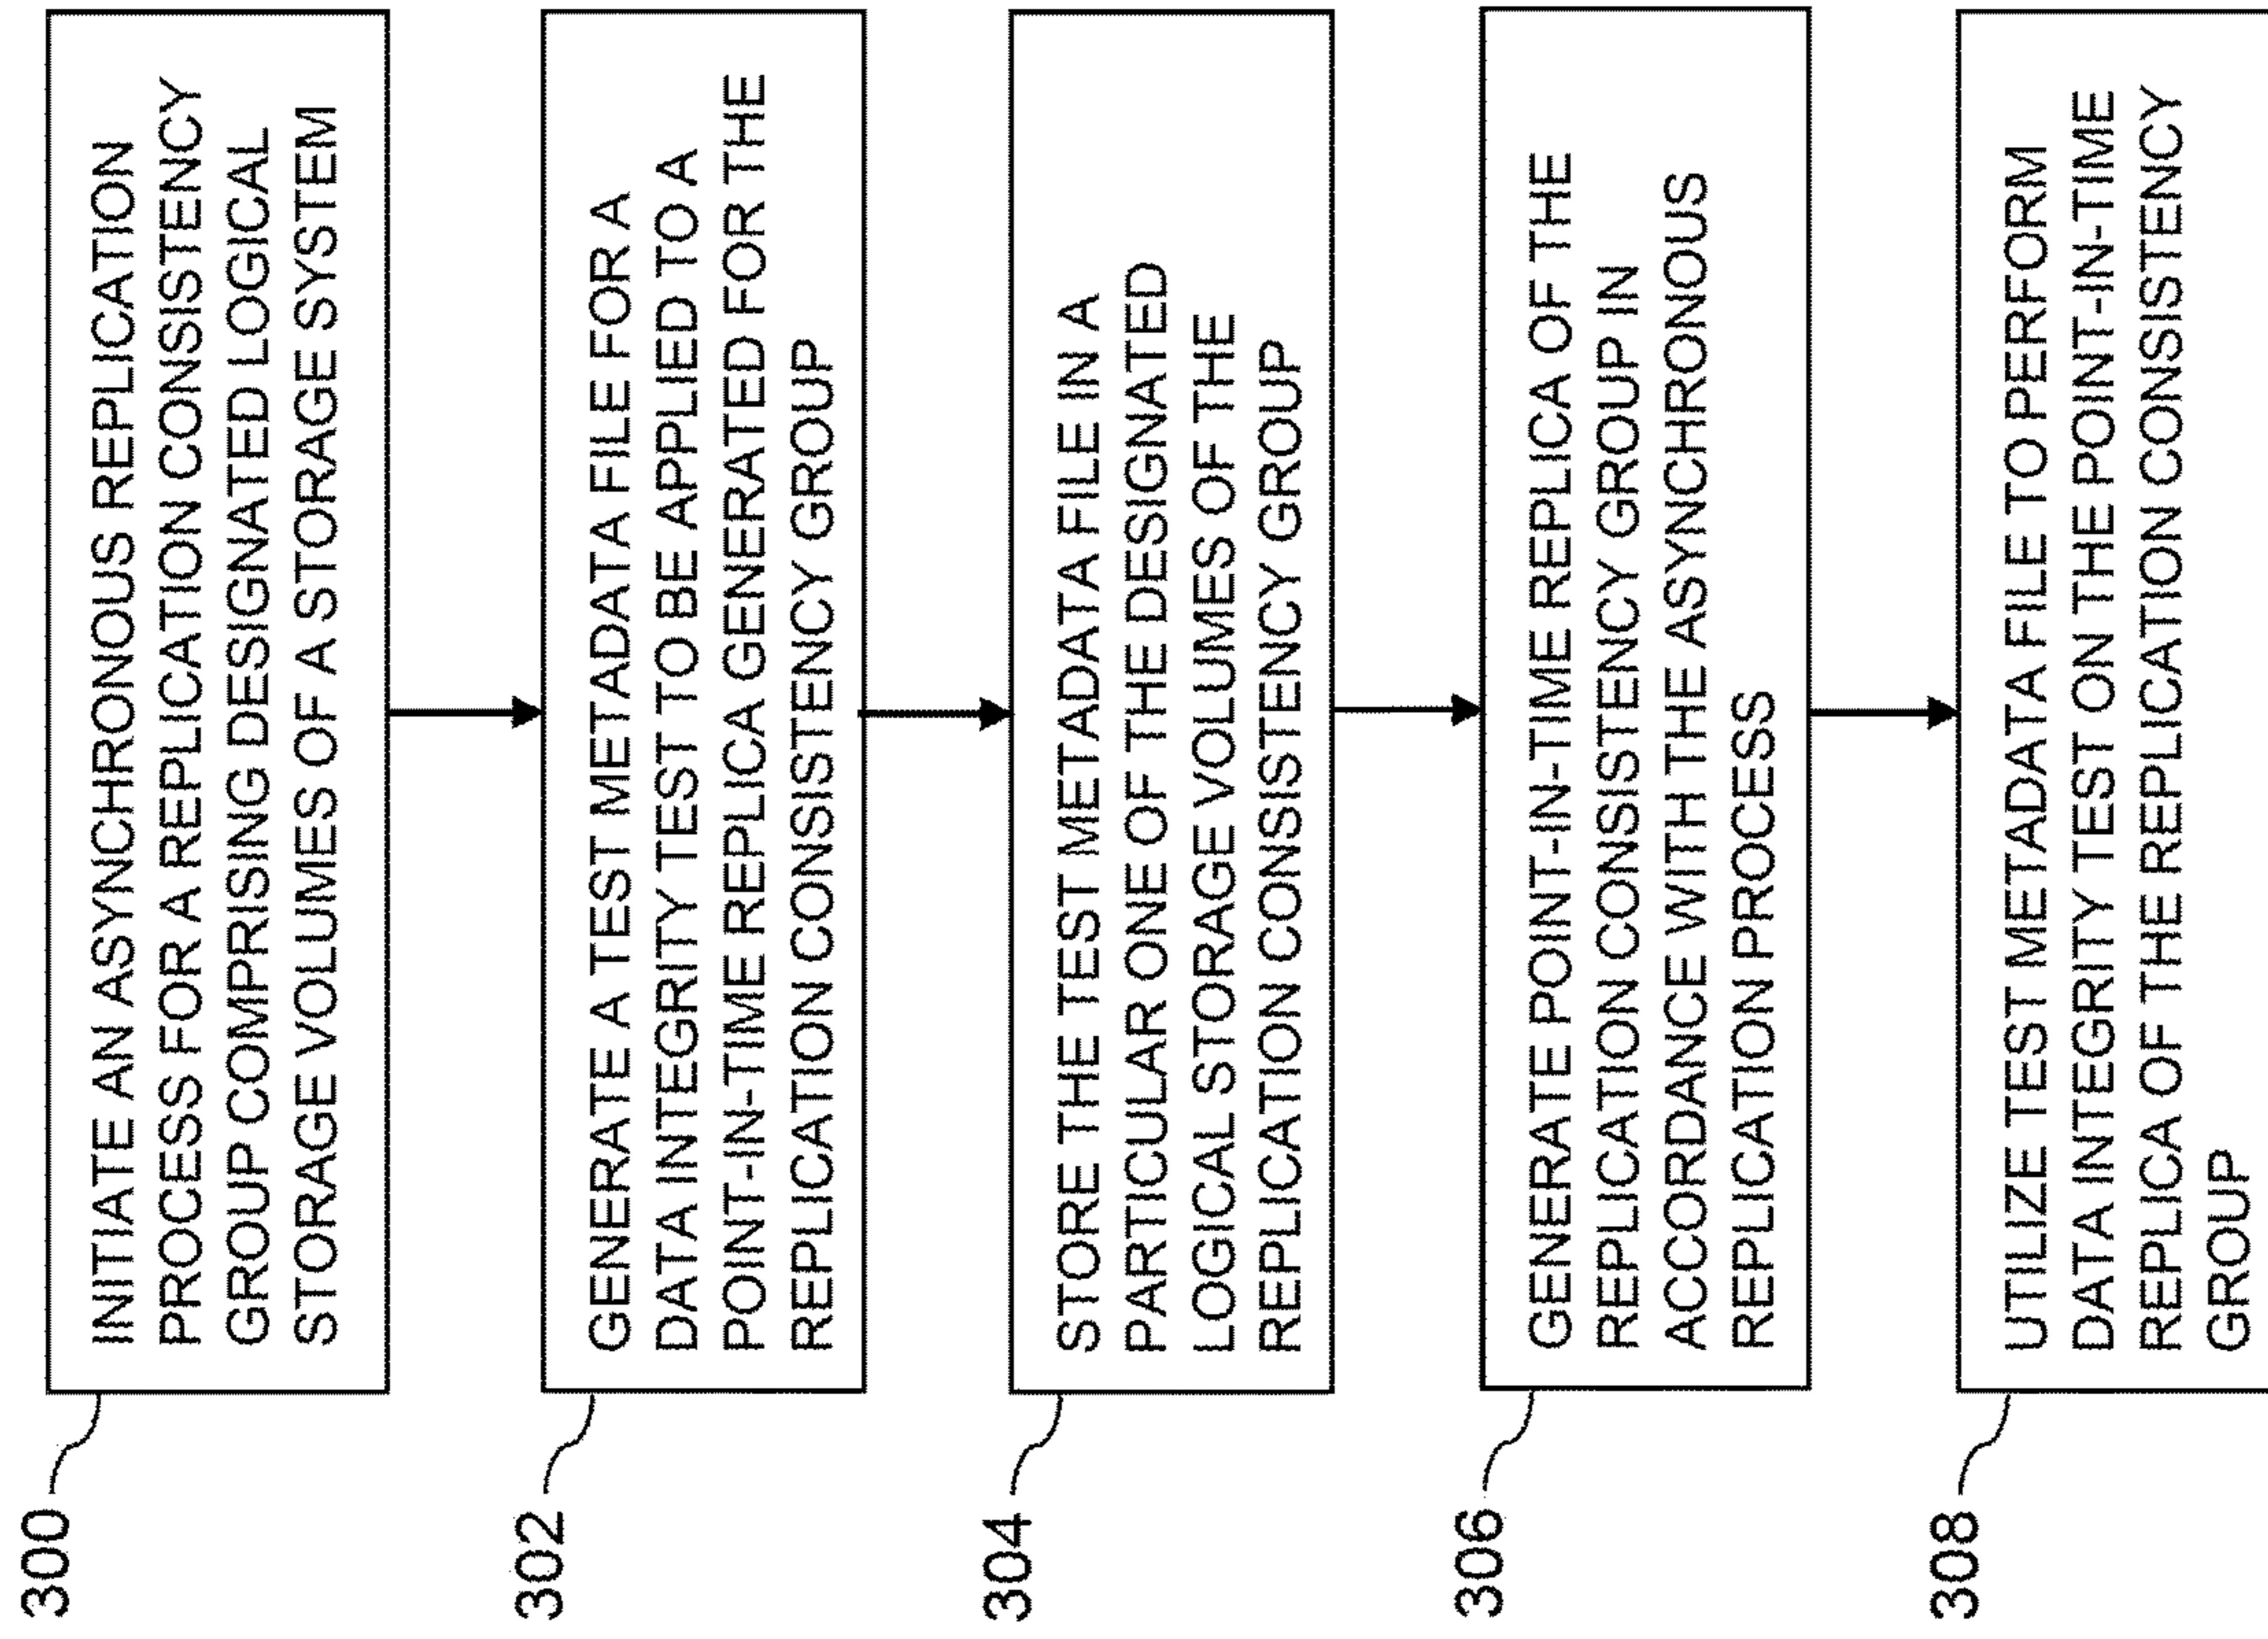 300
INITIATE AN ASYNCHRONOUS REPLICATION
PROCESS FOR A REPLICATION CONSISTENCY
GROUP COMPRISING DESIGNATED LOGICAL
STORAGE VOLUMES OF A STORAGE SYSTEM
302
GENERATE A TEST METADATA FILE FOR A
DATA INTEGRITY TEST TO BE APPLIED TO A
POINT-IN-TIME REPLICA GENERATED FOR THE
REPLICATION CONSISTENCY GROUP
304
STORE THE TEST METADATA FILE IN A
PARTICULAR ONE OF THE DESIGNATED
LOGICAL STORAGE VOLUMES OF THE
REPLICATION CONSISTENCY GROUP
306
GENERATE POINT-IN-TIME REPLICA OF THE
REPLICATION CONSISTENCY GROUP IN
ACCORDANCE WITH THE ASYNCHRONOUS
REPLICATION PROCESS
308
UTILIZE TEST METADATA FILE TO PERFORM
DATA INTEGRITY TEST ON THE POINT-IN-TIME
REPLICA OF THE REPLICATION CONSISTENCY
GROUP